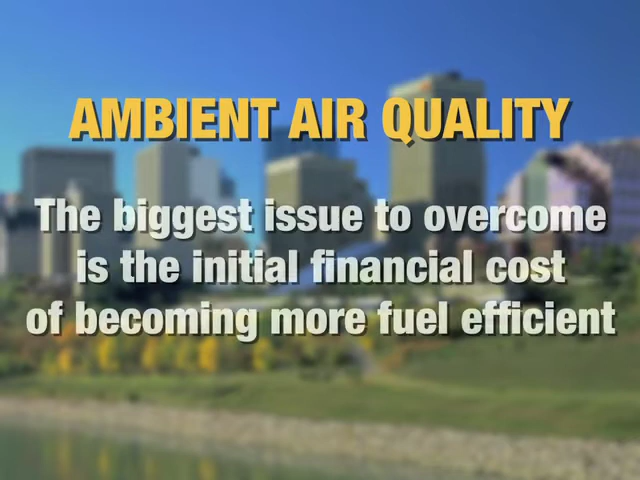 AMBIENT AIR QUALITY
The biggest issue to overcome
is the initial financial cost
of becoming more fuel efficient